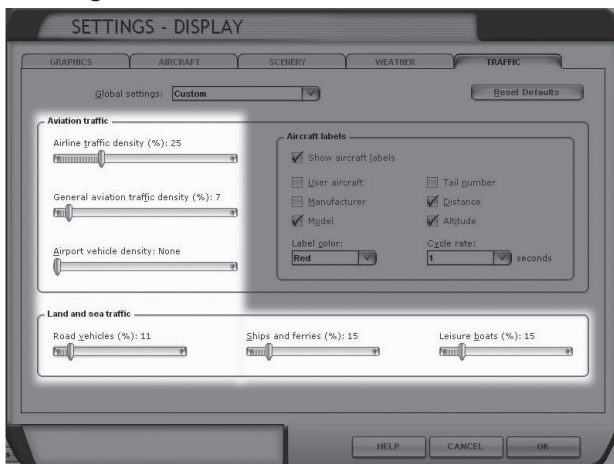 SETTINGS - DISPLAY
GRAPHICS AIRCRAFT SCENERY WEATHER TRAFFIC
Global settings: Custom Reset Defaults
Aviation traffic
Airline traffic density (%): 25
General aviation traffic density (%): 7
Airport vehicle density: None
Aircraft labels
Show aircraft labels
User aircraft Tail number
Manufacturer Distance
Model Altitude
Label color: Cycle rate:
Red 1 seconds
Land and sea traffic
Road vehicles (%): 11 Ships and ferries (%): 15 Leisure boats (%): 15
HELP CANCEL OK